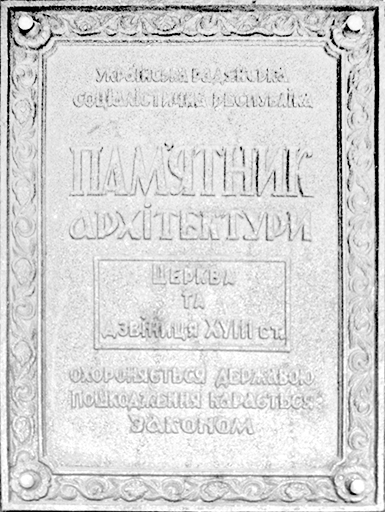 УКРАЇНСЬКА РАДЯНСЬКА
СОЦІАЛІСТИЧНА РЕСПУБЛІКА
ПАМ'ЯТНИК
АРХІТЕКТУРИ
ЦЕРКВА
ТА
ДЗВІНИЦЯ XVIII СТ.
ОХОРОНЯЄТЬСЯ ДЕРЖАВОЮ
ПОШКОДЖЕННЯ КАРАЄТЬСЯ
ЗАКОНОМ